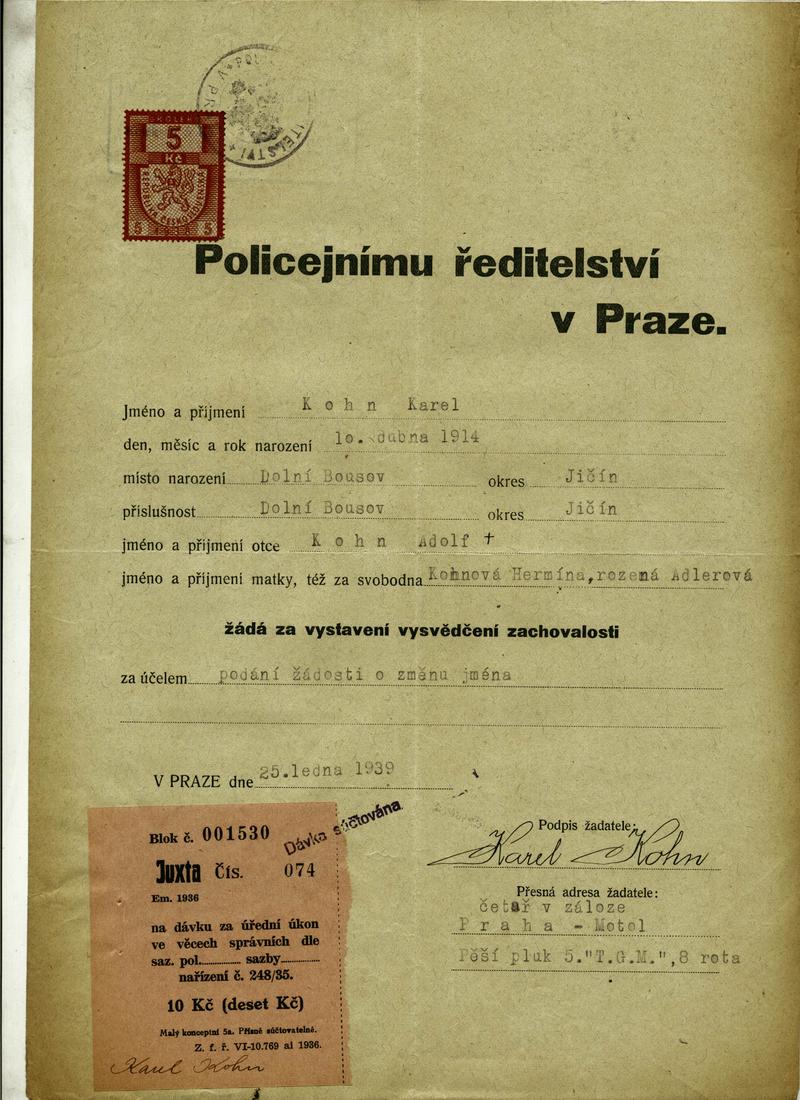 KOLEK
5
Kč
REPUBLIKA ČESKOSLOVENSKÁ
5 5
Policejnímu ředitelství
v Praze.
Jméno a příjmení K o h n Karel
den, měsíc a rok narození 1o. dubna 1914
místo narození Dolní Bousov okres Jičín
příslušnost Dolní Bousov okres Jičín
jméno a příjmení otce K o h n Adolf +
jméno a příjmení matky, též za svobodna Kohnová Hermína,rozená Adlerová
žádá za vystavení vysvědčení zachovalosti
za účelem podání žádosti o změnu jména
V PRAZE dne 25.ledna 1939
Blok č. 001530
Dávka súčtována
Juxta Čís. 074
Em. 1936
na dávku za úřední úkon
ve věcech správních dle
saz. pol. sazby
nařízení č. 248/35.
10 Kč (deset Kč)
Malý konceptní 5a. Přísně súčtovatelné.
Z. f. ř. VI-10.769 ai 1936.
Karel Kohn
Podpis žadatele:
Karel Kohn
Přesná adresa žadatele:
četař v záloze
P r a h a - Motol
Pěší pluk 5."T.G.M.",8 rota